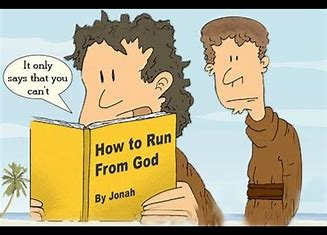 It only
says that you
can't
How to Run
From God
By Jonah